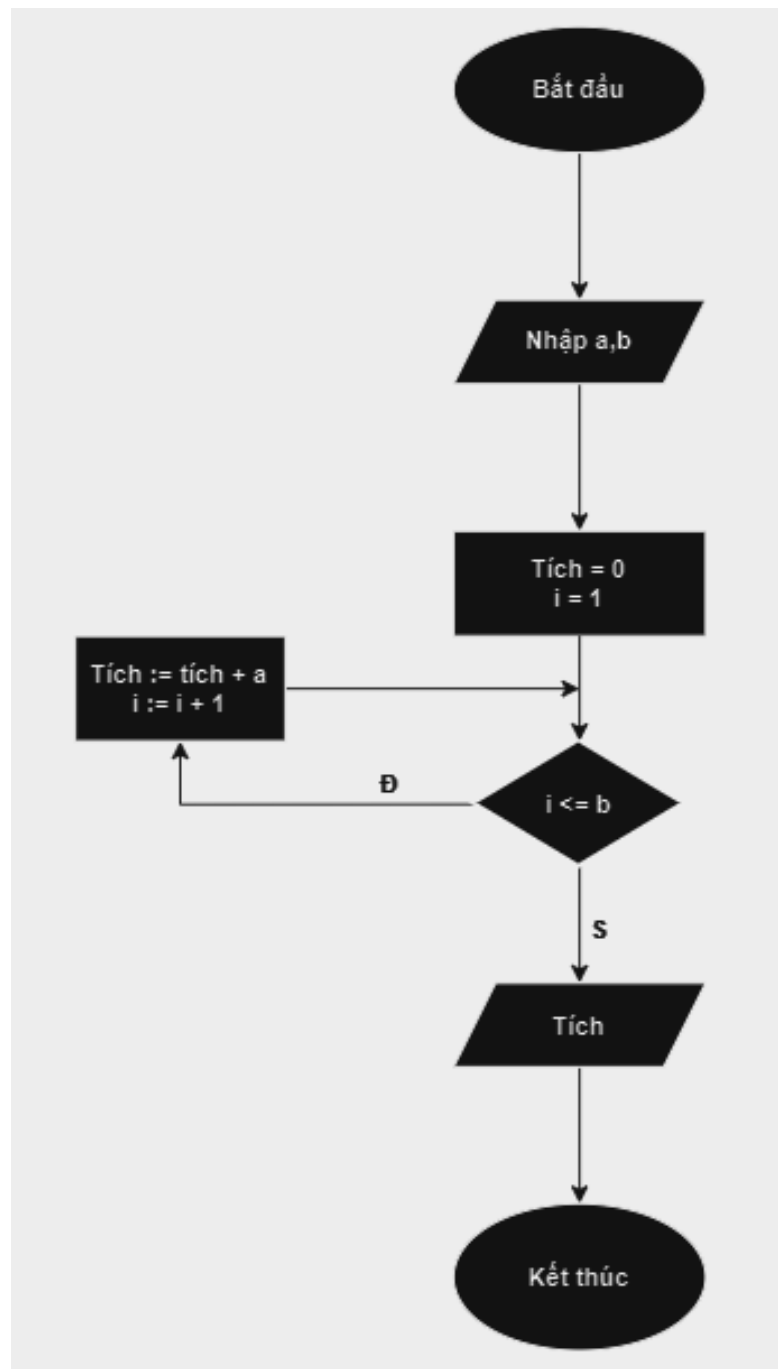 Bắt đầu
Nhập a,b
Tích = 0
i = 1
Tích := tích + a
i := i + 1
Đ
i <= b
S
Tích
Kết thúc